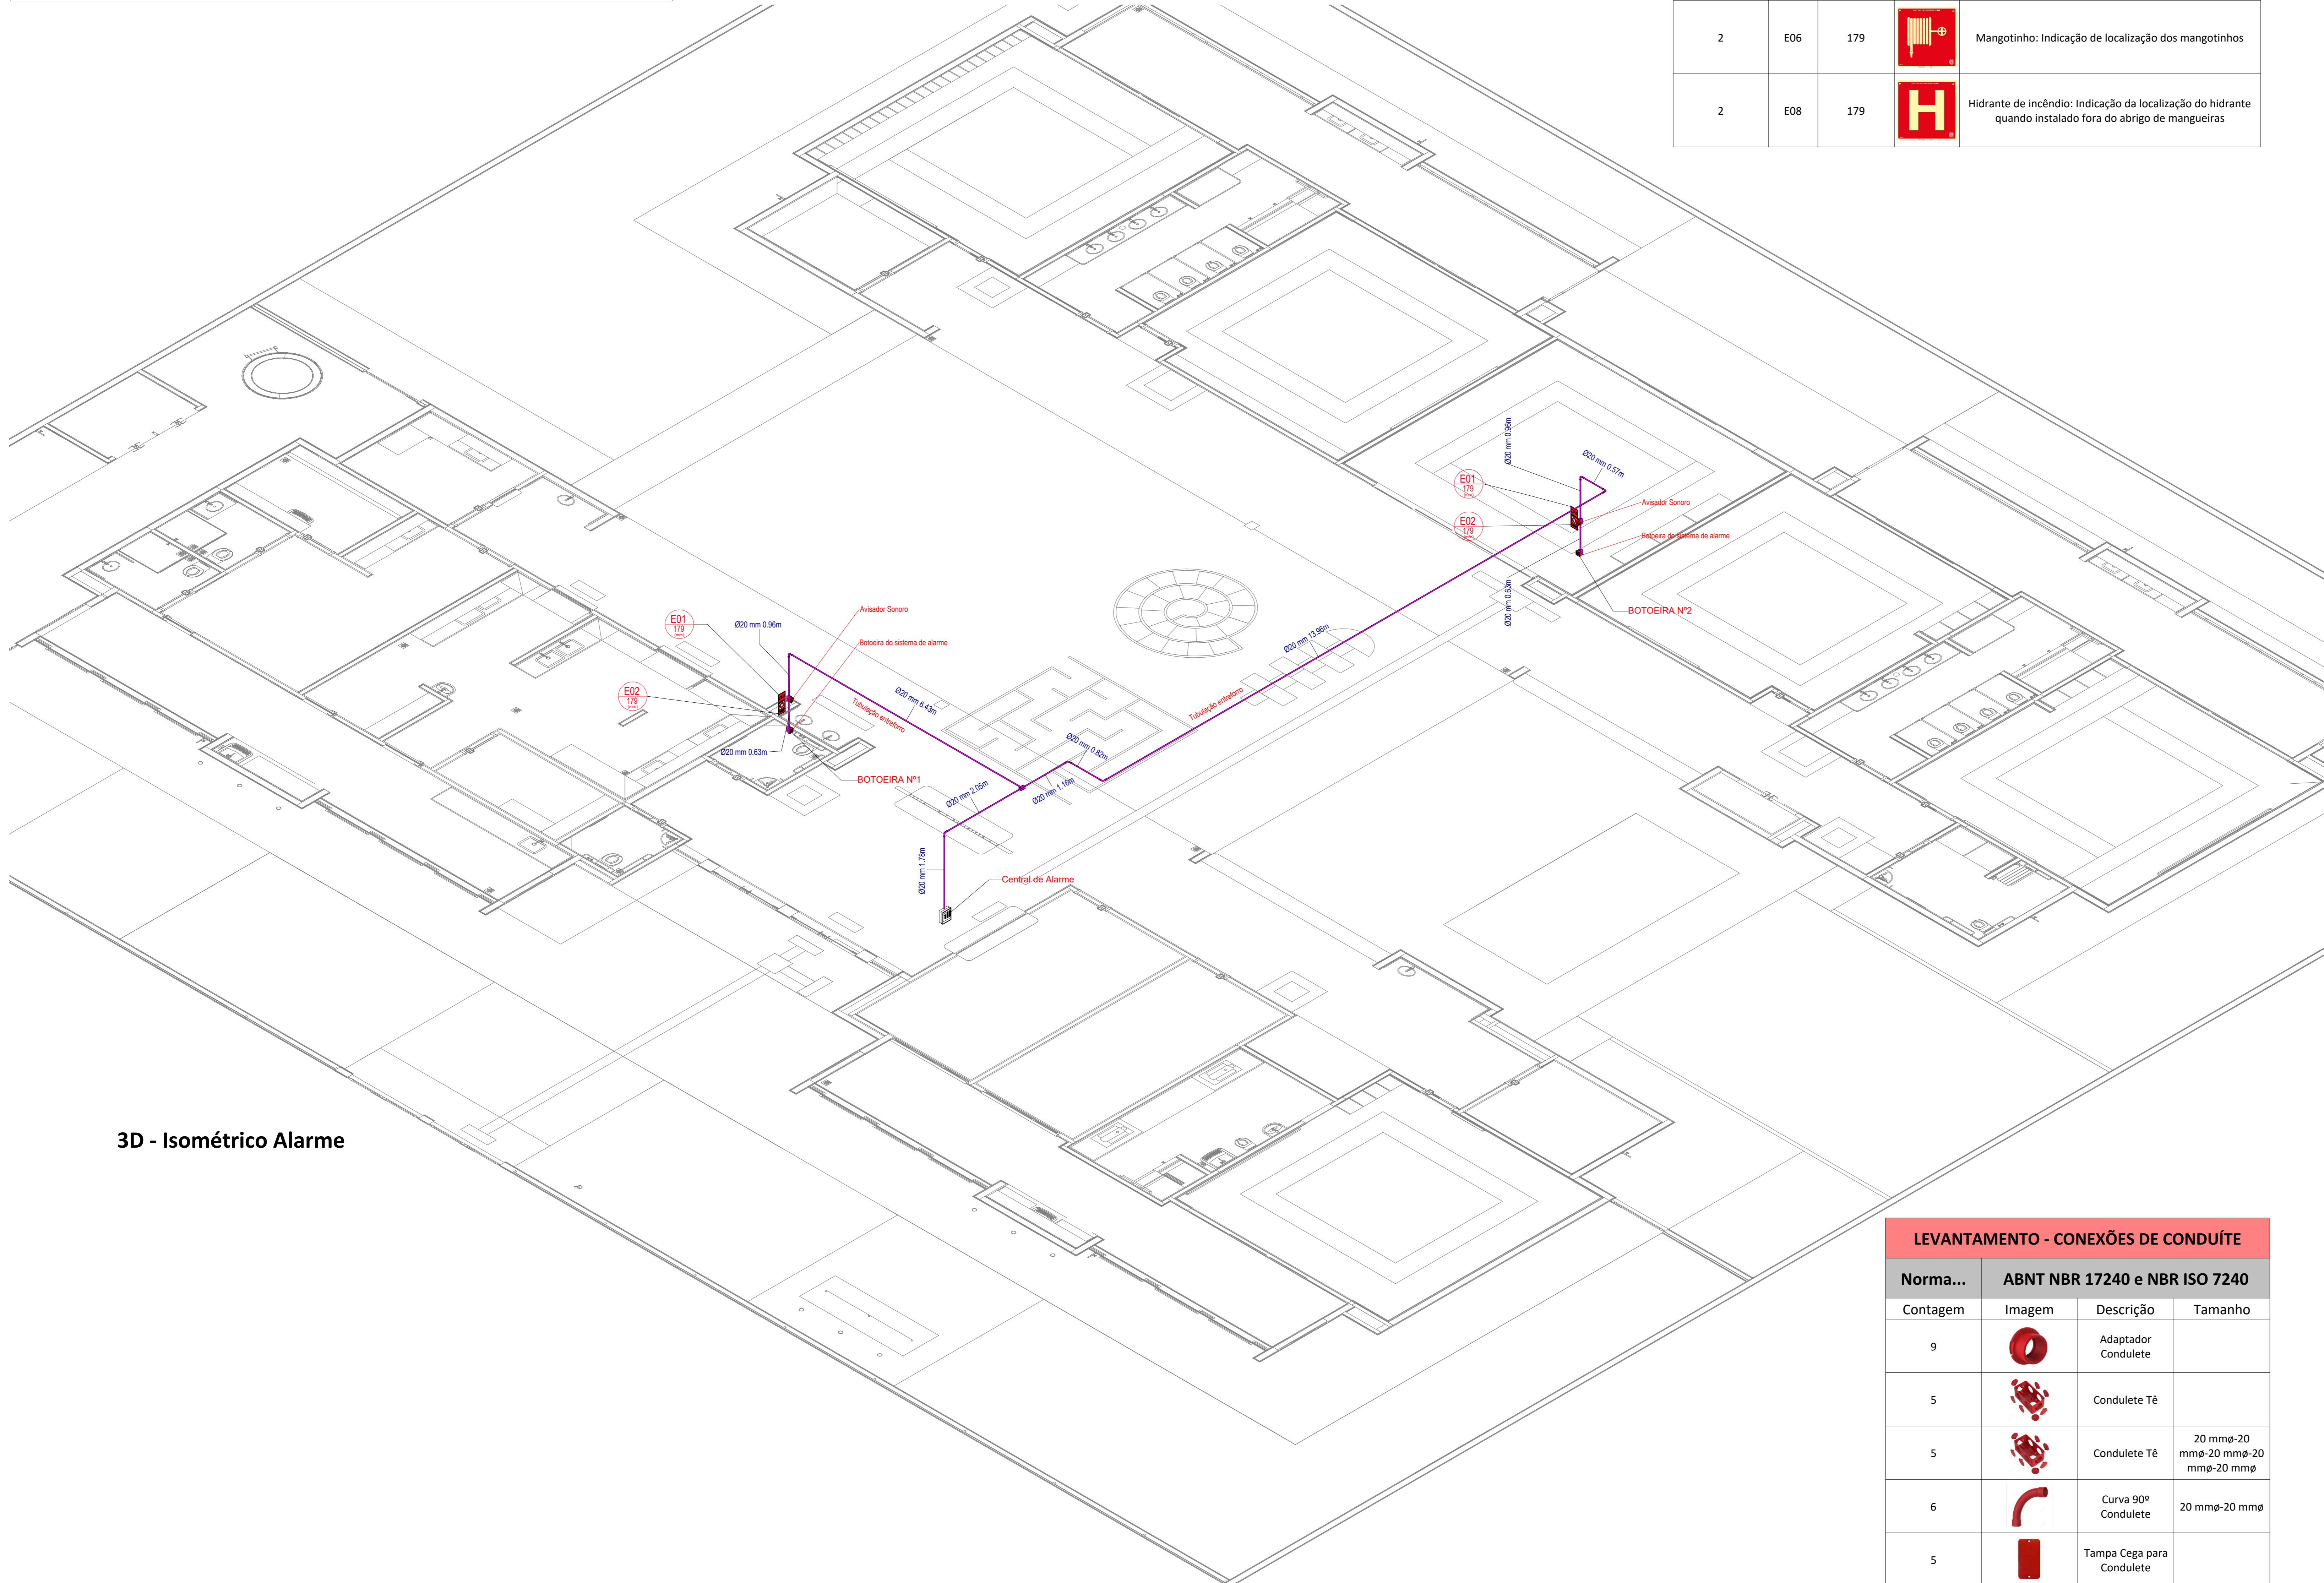 2 E06 179 Mangotinho: Indicação de localização dos mangotinhos
2 E08 179 H Hidrante de incêndio: Indicação da localização do hidrante
quando instalado fora do abrigo de mangueiras
Ø20 mm 0.96m
Ø20 mm 0.57m
E01
179
Avisador Sonoro
E02
179
Botoeira do sistema de alarme
Ø20 mm 0.63m
BOTOEIRA Nº2
Avisador Sonoro
E01
179
Ø20 mm 0.96m
Botoeira do sistema de alarme
Ø20 mm 13.96m
E02
179
Ø20 mm 6.43m
Tubulação entreforro
Tubulação entreforro
Ø20 mm 0.63m
Ø20 mm 0.82m
BOTOEIRA Nº1
Ø20 mm 2.05m
Ø20 mm 1.16m
Ø20 mm 1.78m
Central de Alarme
3D - Isométrico Alarme
LEVANTAMENTO - CONEXÕES DE CONDUÍTE
Norma... ABNT NBR 17240 e NBR ISO 7240
Contagem Imagem Descrição Tamanho
9 Adaptador
Condulete
5 Condulete Tê
5 Condulete Tê 20 mmø-20
mmø-20 mmø-20
mmø-20 mmø
6 Curva 90º
Condulete 20 mmø-20 mmø
5 Tampa Cega para
Condulete